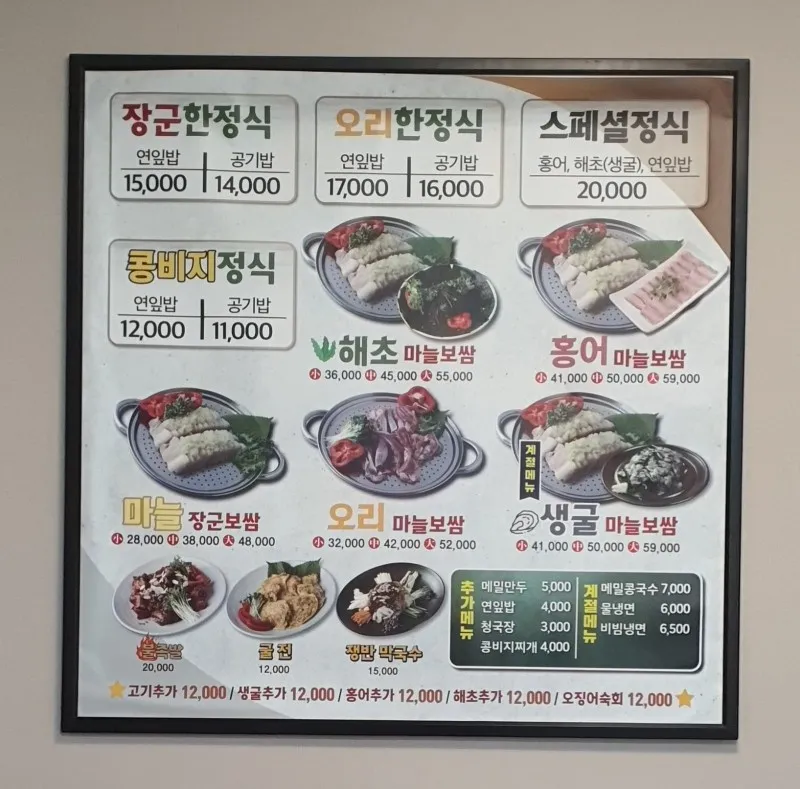 장군한정식
연잎밥 공기밥
15,000 14,000
오리한정식
연잎밥 공기밥
17,000 16,000
스페셜정식
홍어, 해초(생굴), 연잎밥
20,000
콩비지정식
연잎밥 공기밥
12,000 11,000
해초 마늘보쌈
小 36,000 中 45,000 大 55,000
홍어 마늘보쌈
小 41,000 中 50,000 大 59,000
마늘 장군보쌈
小 28,000 中 38,000 大 48,000
오리 마늘보쌈
小 32,000 中 42,000 大 52,000
계절메뉴
생굴 마늘보쌈
小 41,000 中 50,000 大 59,000
불족발
20,000
굴전
12,000
쟁반 막국수
15,000
추가메뉴
메밀만두 5,000
연잎밥 4,000
청국장 3,000
콩비지찌개 4,000
계절메뉴
메밀콩국수 7,000
물냉면 6,000
비빔냉면 6,500
고기추가 12,000 / 생굴추가 12,000 / 홍어추가 12,000 / 해초추가 12,000 / 오징어숙회 12,000